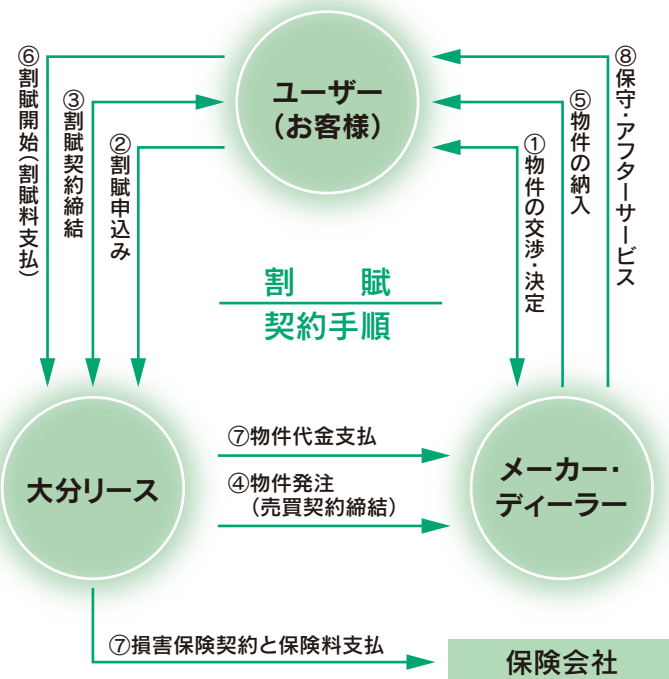 ユーザー
(お客様)
⑥割賦開始(割賦料支払)
③割賦契約締結
②割賦申込み
①物件の交渉・決定
⑤物件の納入
⑧保守・アフターサービス
割 賦
契約手順
大分リース
⑦物件代金支払
④物件発注
(売買契約締結)
メーカー・
ディーラー
⑦損害保険契約と保険料支払
保険会社